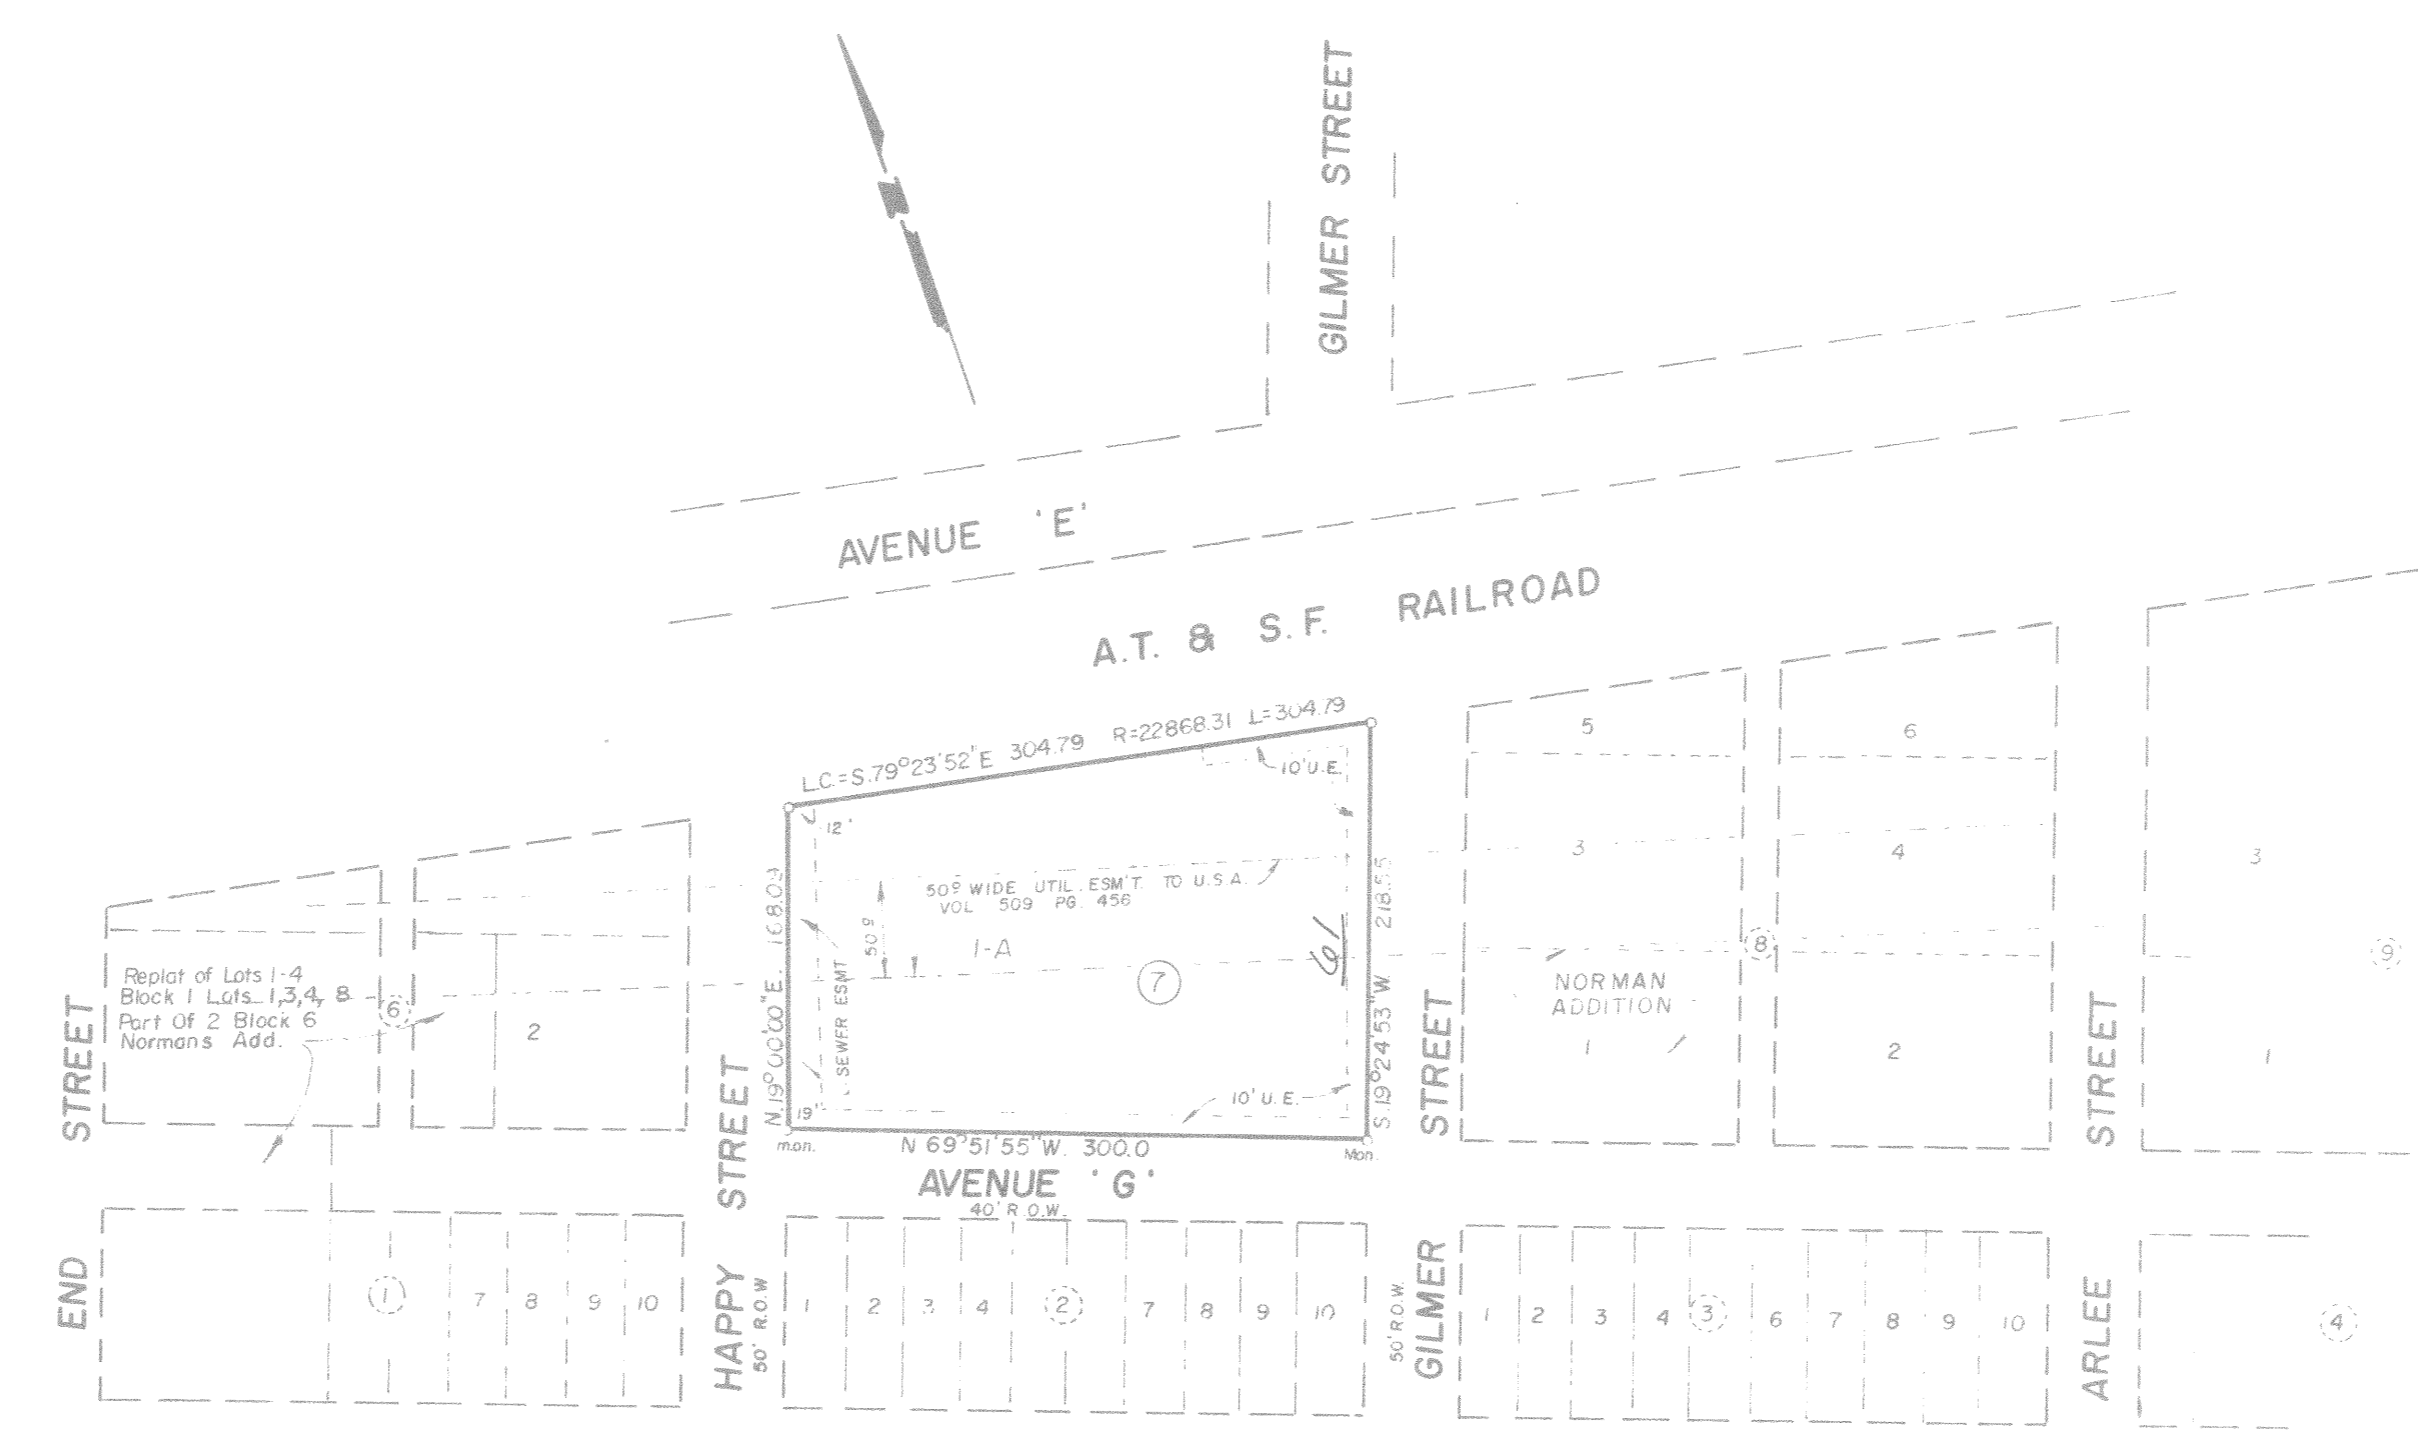 GILMER STREET
AVENUE 'E'
A.T. & S.F. RAILROAD
L.C.=S.79°23'52"E 304.79 R=22868.31 L=304.79
10'U.E.
12'
N.19°00'00"E. 168.09
SEWER ESMT
19'
50º WIDE UTIL. ESM'T. TO U.S.A.
VOL 509 PG. 456
50º
1-A
7
S.19°24'53"W. 218.55
10' U.E.
mon.
N 69°51'55"W. 300.0
Mon.
AVENUE 'G'
40' R.O.W.
Replat of Lots 1-4
Block 1 Lots 1,3,4, 8
Part Of 2 Block 6
Normans Add.
6
2
5
3
1
6
4
2
8
NORMAN
ADDITION
3
1
9
END STREET
HAPPY STREET
50' R.O.W
GILMER STREET
50' R.O.W.
ARLEE STREET
1 7 8 9 10
1 2 3 4 2 7 8 9 10
1 2 3 4 3 6 7 8 9 10
4